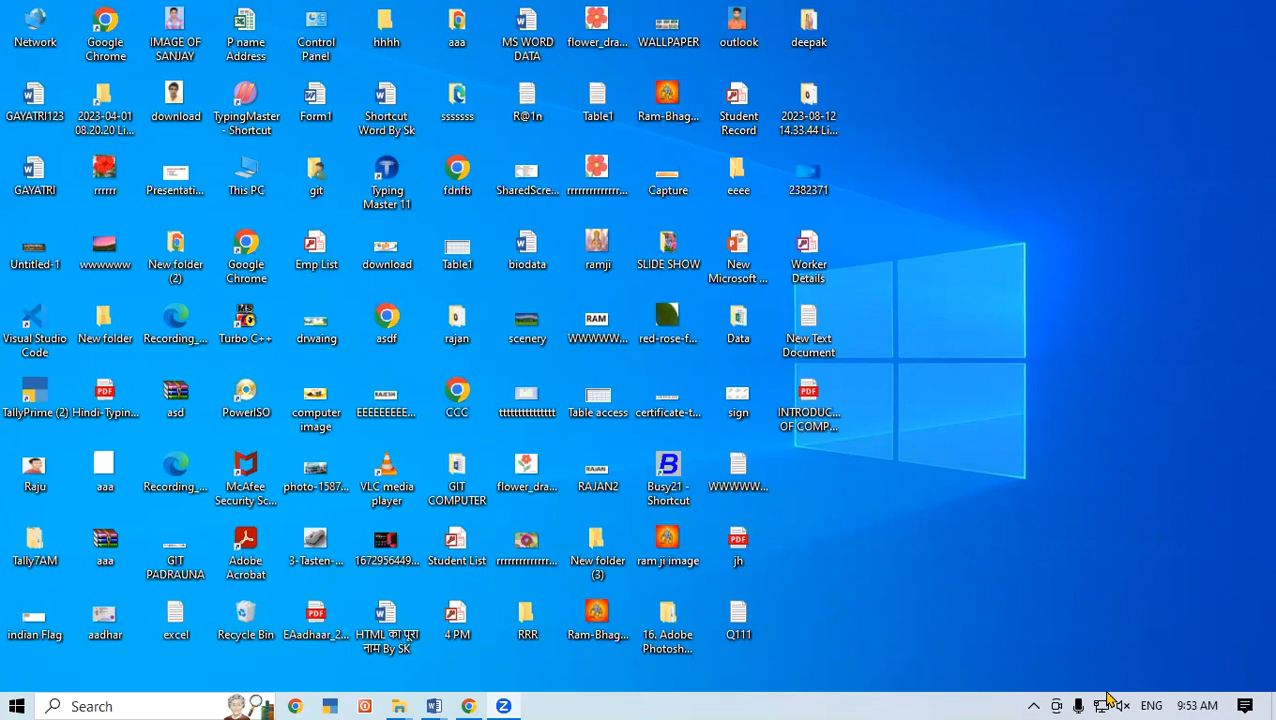 Network
Google Chrome
IMAGE OF SANJAY
P name Address
Control Panel
hhhh
aaa
MS WORD DATA
flower_dra...
WALLPAPER
outlook
deepak
GAYATRI123
2023-04-01 08.20.20 Li...
download
TypingMaster - Shortcut
Form1
Shortcut Word By Sk
sssssss
R@1n
Table1
Ram-Bhag...
Student Record
2023-08-12 14.33.44 Li...
GAYATRI
rrrrr
Presentati...
This PC
git
Typing Master 11
fdnfb
SharedScre...
rrrrrrrrrrrrr...
Capture
eeee
2382371
Untitled-1
wwwwww
New folder (2)
Google Chrome
Emp List
download
Table1
biodata
ramji
SLIDE SHOW
New Microsoft ...
Worker Details
Visual Studio Code
New folder
Recording_...
Turbo C++
drwaing
asdf
rajan
scenery
RAM
WWWWW...
red-rose-f...
Data
New Text Document
TallyPrime (2)
Hindi-Typin...
asd
PowerISO
computer image
RAJESH
EEEEEEEEE...
CCC
tttttttttttttttt
Table access
certificate-t...
sign
INTRODUC... OF COMP...
Raju
aaa
Recording_...
McAfee Security Sc...
photo-1587...
VLC media player
GIT COMPUTER
flower_dra...
RAJAN
RAJAN2
Busy21 - Shortcut
WWWWW...
Tally7AM
aaa
GIT PADRAUNA
Adobe Acrobat
3-Tasten-...
1672956449...
Student List
rrrrrrrrrrrrr...
New folder (3)
ram ji image
jh
indian Flag
aadhar
excel
Recycle Bin
EAadhaar_2...
HTML का पूरा नाम By SK
4 PM
RRR
Ram-Bhag...
16. Adobe Photosh...
Q111
Search
ENG
9:53 AM